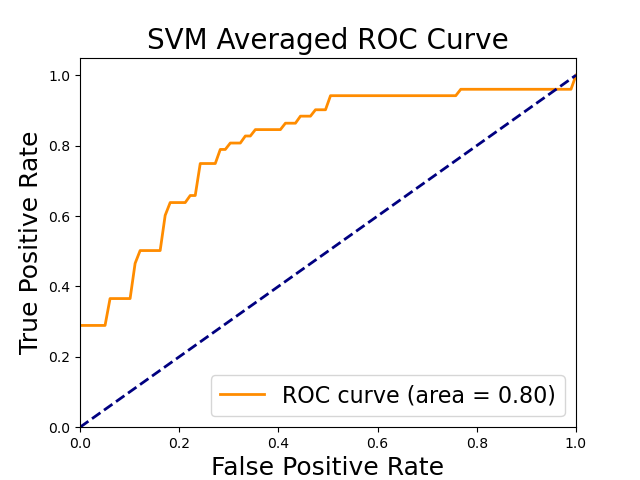 SVM Averaged ROC Curve
True Positive Rate
1.0
0.8
0.6
0.4
0.2
0.0
ROC curve (area = 0.80)
0.0 0.2 0.4 0.6 0.8 1.0
False Positive Rate